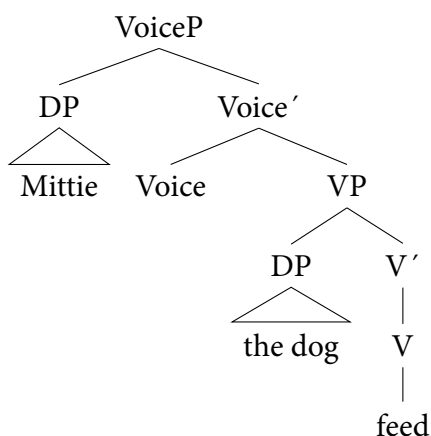 VoiceP
DP Voice´
Mittie Voice VP
DP V´
the dog V
feed